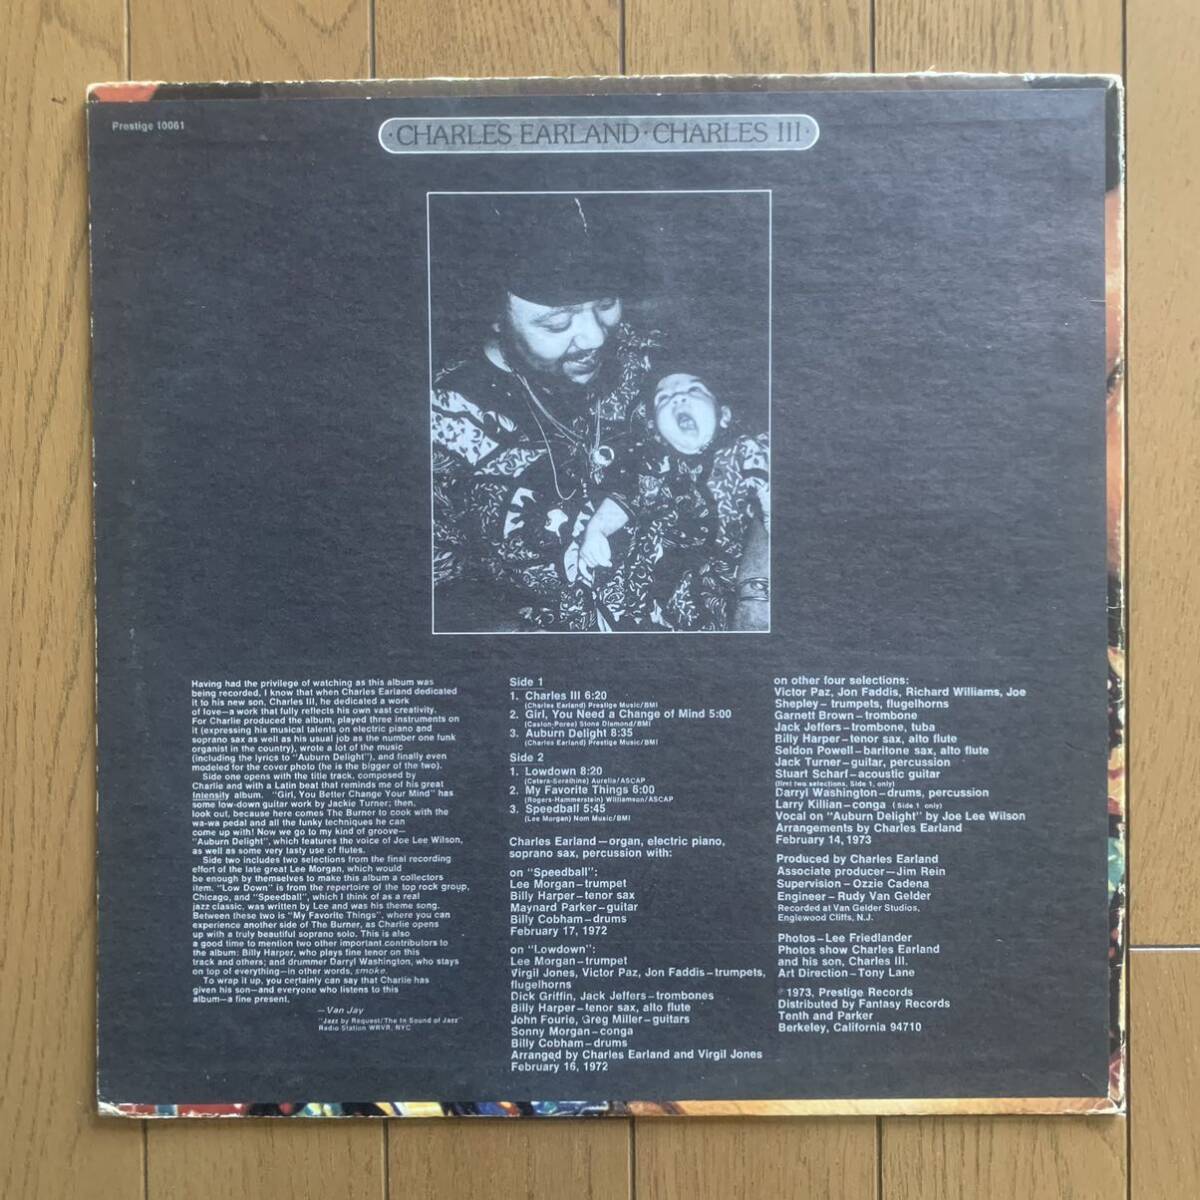 Prestige 10061
·CHARLES EARLAND·CHARLES III·
Having had the privilege of watching as this album was
being recorded, I know that when Charles Earland dedicated
it to his new son, Charles III, he dedicated a work
of love—a work that fully reflects his own vast creativity.
For Charlie produced the album, played three instruments on
it (expressing his musical talents on electric piano and
soprano sax as well as his usual job as the number one funk
organist in the country), wrote a lot of the music
(including the lyrics to "Auburn Delight"), and finally even
modeled for the cover photo (he is the bigger of the two).
Side one opens with the title track, composed by
Charlie and with a Latin beat that reminds me of his great
Intensity album. "Girl, You Better Change Your Mind" has
some low-down guitar work by Jackie Turner; then,
look out, because here comes The Burner to cook with the
wa-wa pedal and all the funky techniques he can
come up with! Now we go to my kind of groove—
"Auburn Delight", which features the voice of Joe Lee Wilson,
as well as some very tasty use of flutes.
Side two includes two selections from the final recording
effort of the late great Lee Morgan, which would
be enough by themselves to make this album a collectors
item. "Low Down" is from the repertoire of the top rock group,
Chicago, and "Speedball", which I think of as a real
jazz classic, was written by Lee and was his theme song.
Between these two is "My Favorite Things", where you can
experience another side of The Burner, as Charlie opens
up with a truly beautiful soprano solo. This is also
a good time to mention two other important contributors to
the album: Billy Harper, who plays fine tenor on this
track and others; and drummer Darryl Washington, who stays
on top of everything—in other words, smoke.
To wrap it up, you certainly can say that Charlie has
given his son—and everyone who listens to this
album—a fine present.
—Van Jay
"Jazz by Request/The In Sound of Jazz"
Radio Station WRVR, NYC
Side 1
1. Charles III 6:20
(Charles Earland) Prestige Music/BMI
2. Girl, You Need a Change of Mind 5:00
(Caston-Poree) Stone Diamond/BMI
3. Auburn Delight 8:35
(Charles Earland) Prestige Music/BMI
Side 2
1. Lowdown 8:20
(Cetera-Seraphine) Aurelia/ASCAP
2. My Favorite Things 6:00
(Rogers-Hammerstein) Williamson/ASCAP
3. Speedball 5:45
(Lee Morgan) Nom Music/BMI
Charles Earland—organ, electric piano,
soprano sax, percussion with:
on "Speedball":
Lee Morgan—trumpet
Billy Harper—tenor sax
Maynard Parker—guitar
Billy Cobham—drums
February 17, 1972
on "Lowdown":
Lee Morgan—trumpet
Virgil Jones, Victor Paz, Jon Faddis—trumpets,
flugelhorns
Dick Griffin, Jack Jeffers—trombones
Billy Harper—tenor sax, alto flute
John Fourie, Greg Miller—guitars
Sonny Morgan—conga
Billy Cobham—drums
Arranged by Charles Earland and Virgil Jones
February 16, 1972
on other four selections:
Victor Paz, Jon Faddis, Richard Williams, Joe
Shepley—trumpets, flugelhorns
Garnett Brown—trombone
Jack Jeffers—trombone, tuba
Billy Harper—tenor sax, alto flute
Seldon Powell—baritone sax, alto flute
Jack Turner—guitar, percussion
Stuart Scharf—acoustic guitar
(first two selections, Side 1, only)
Darryl Washington—drums, percussion
Larry Killian—conga (Side 1 only)
Vocal on "Auburn Delight" by Joe Lee Wilson
Arrangements by Charles Earland
February 14, 1973
Produced by Charles Earland
Associate producer—Jim Rein
Supervision—Ozzie Cadena
Engineer—Rudy Van Gelder
Recorded at Van Gelder Studios,
Englewood Cliffs, N.J.
Photos—Lee Friedlander
Photos show Charles Earland
and his son, Charles III.
Art Direction—Tony Lane
1973, Prestige Records
Distributed by Fantasy Records
Tenth and Parker
Berkeley, California 94710